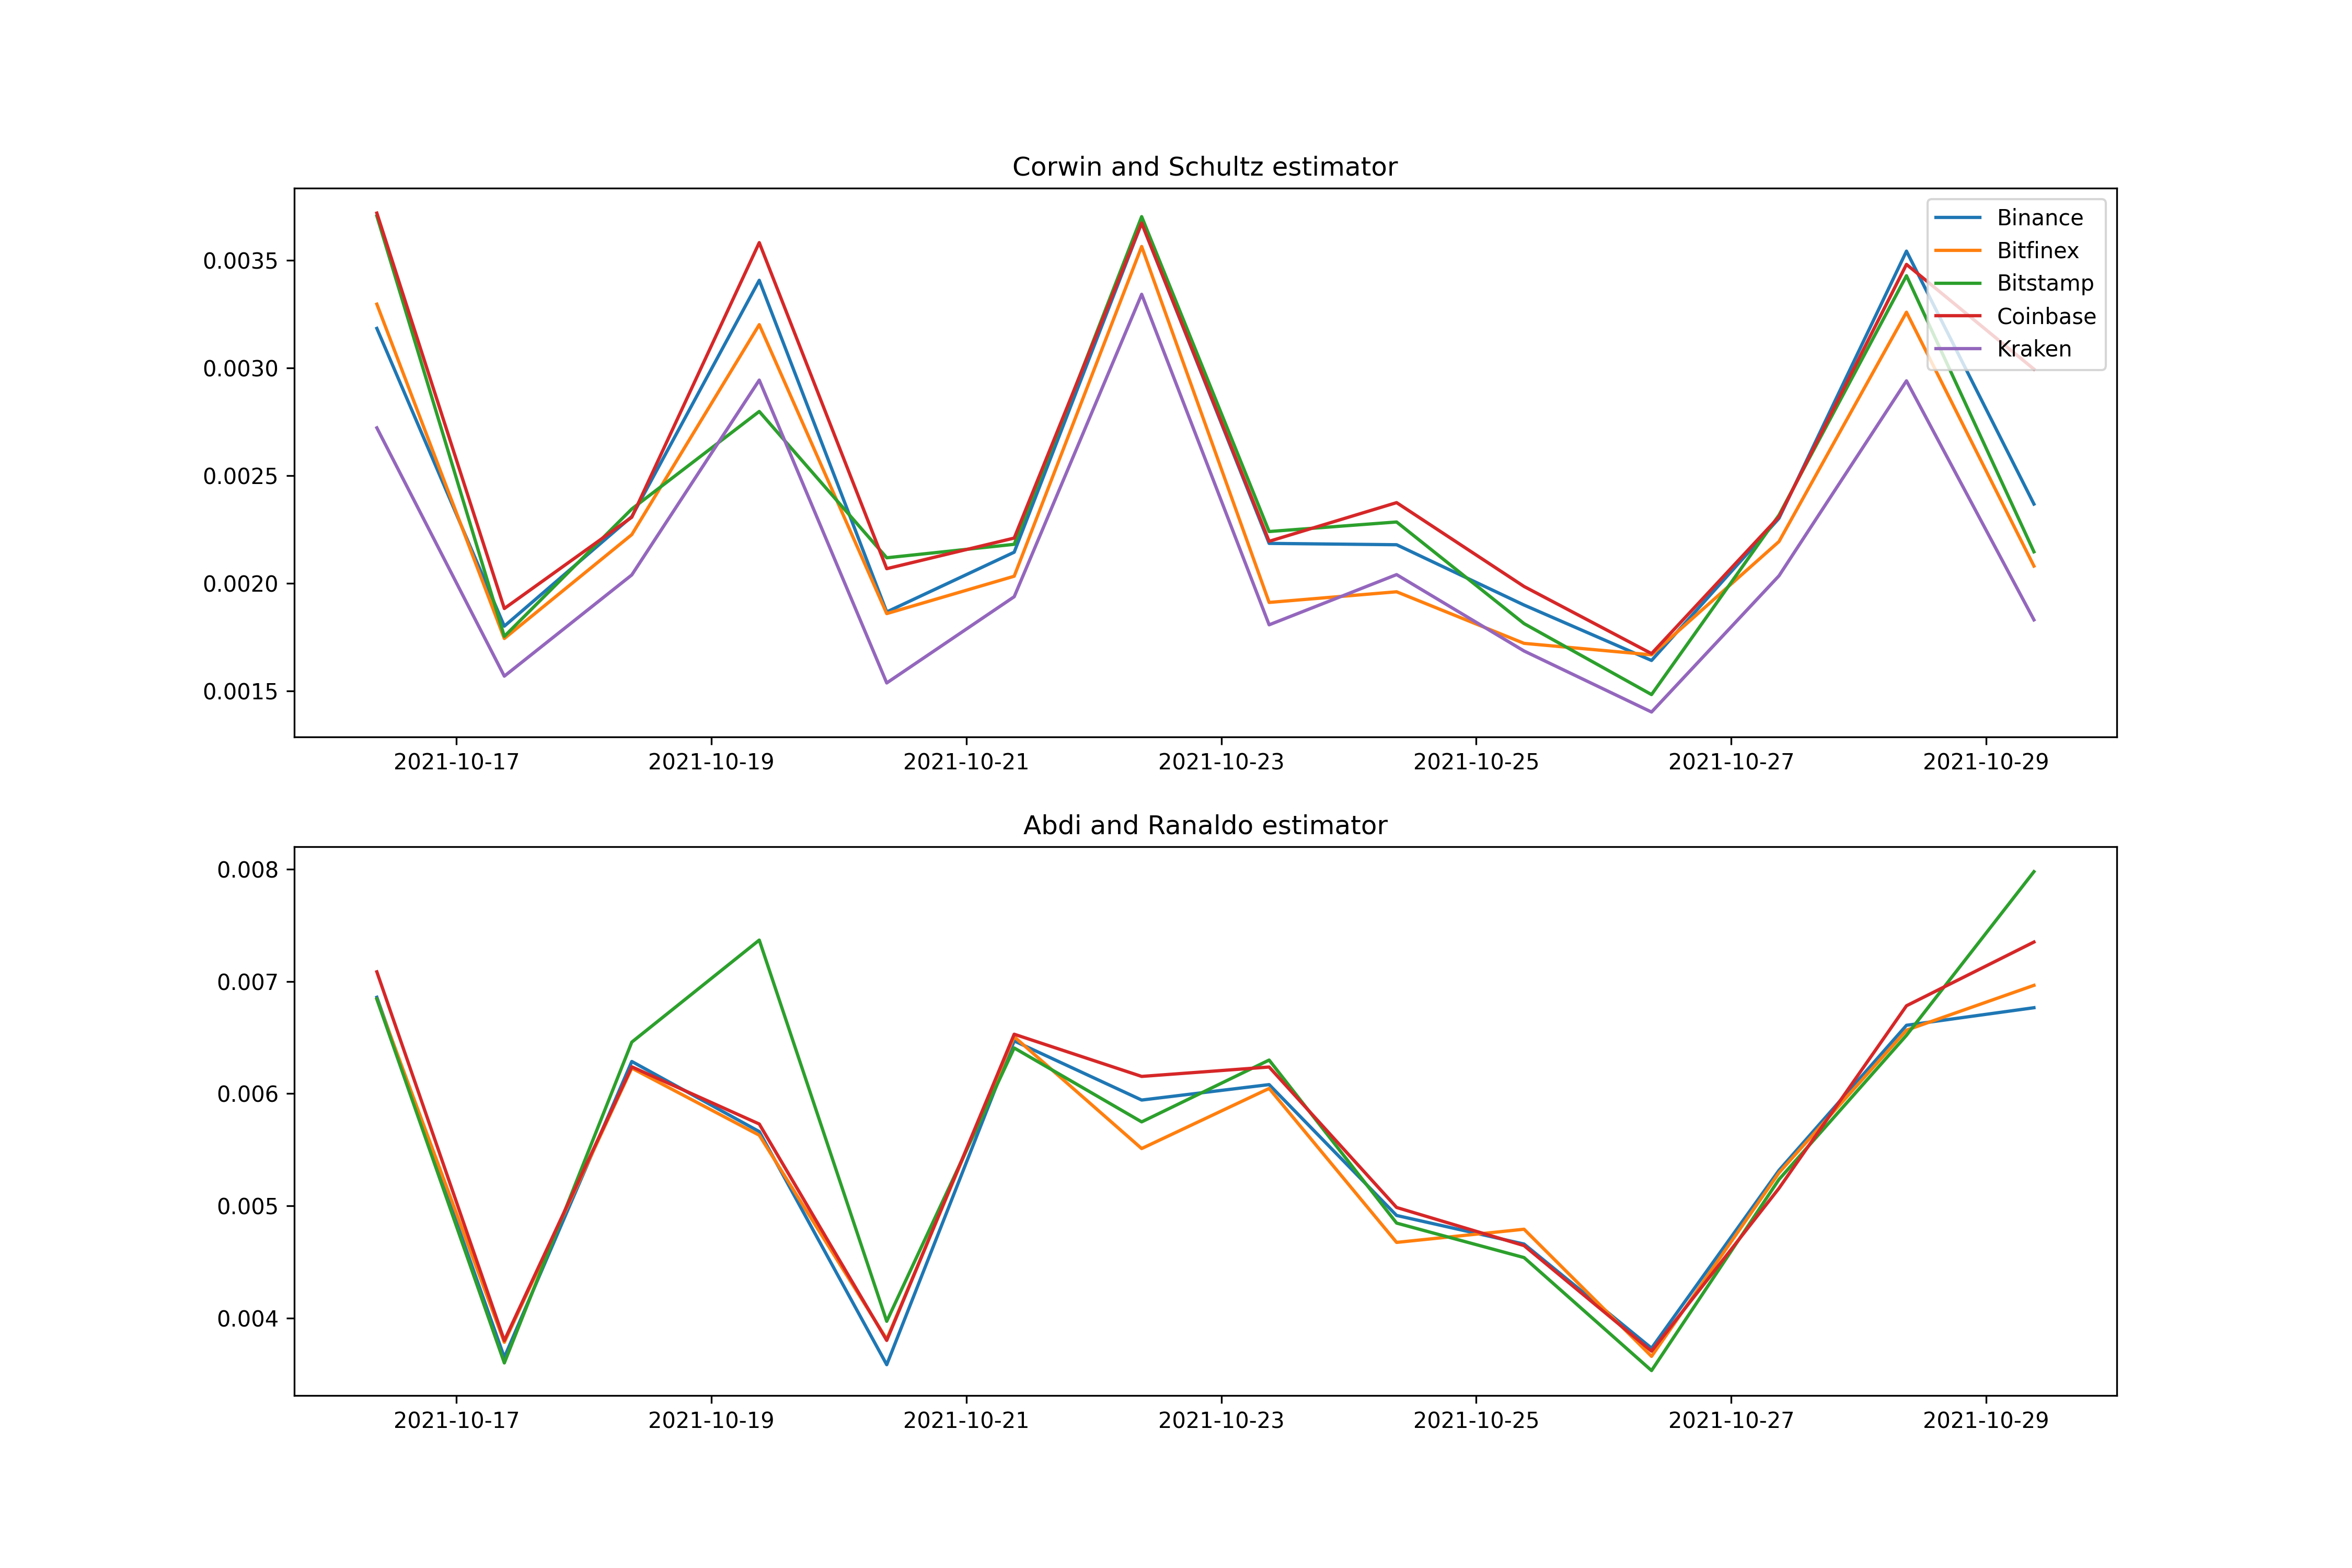 Corwin and Schultz estimator
0.0035
0.0030
0.0025
0.0020
0.0015
Binance
Bitfinex
Bitstamp
Coinbase
Kraken
2021-10-17 2021-10-19 2021-10-21 2021-10-23 2021-10-25 2021-10-27 2021-10-29
Abdi and Ranaldo estimator
0.008
0.007
0.006
0.005
0.004
2021-10-17 2021-10-19 2021-10-21 2021-10-23 2021-10-25 2021-10-27 2021-10-29